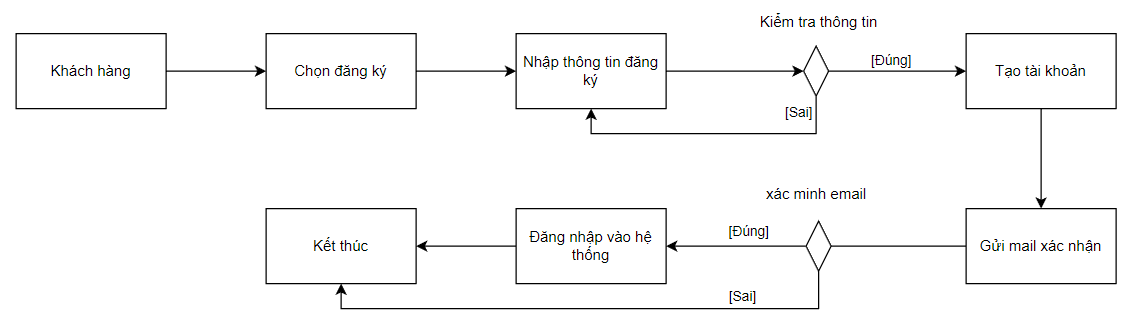 Kiểm tra thông tin
Khách hàng
Chọn đăng ký
Nhập thông tin đăng
ký
[Đúng]
Tạo tài khoản
[Sai]
xác minh email
Kết thúc
Đăng nhập vào hệ
thống
[Đúng]
Gửi mail xác nhận
[Sai]